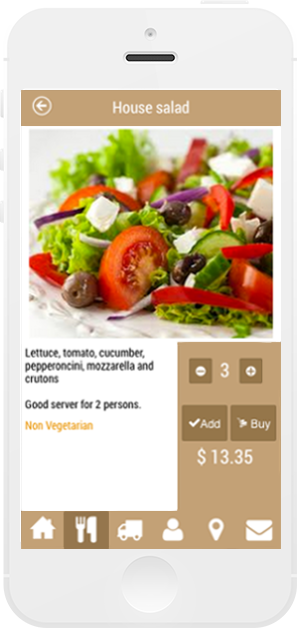 House salad
Lettuce, tomato, cucumber,
pepperoncini, mozzarella and
crutons
Good server for 2 persons.
Non Vegetarian
3
Add
Buy
$ 13.35